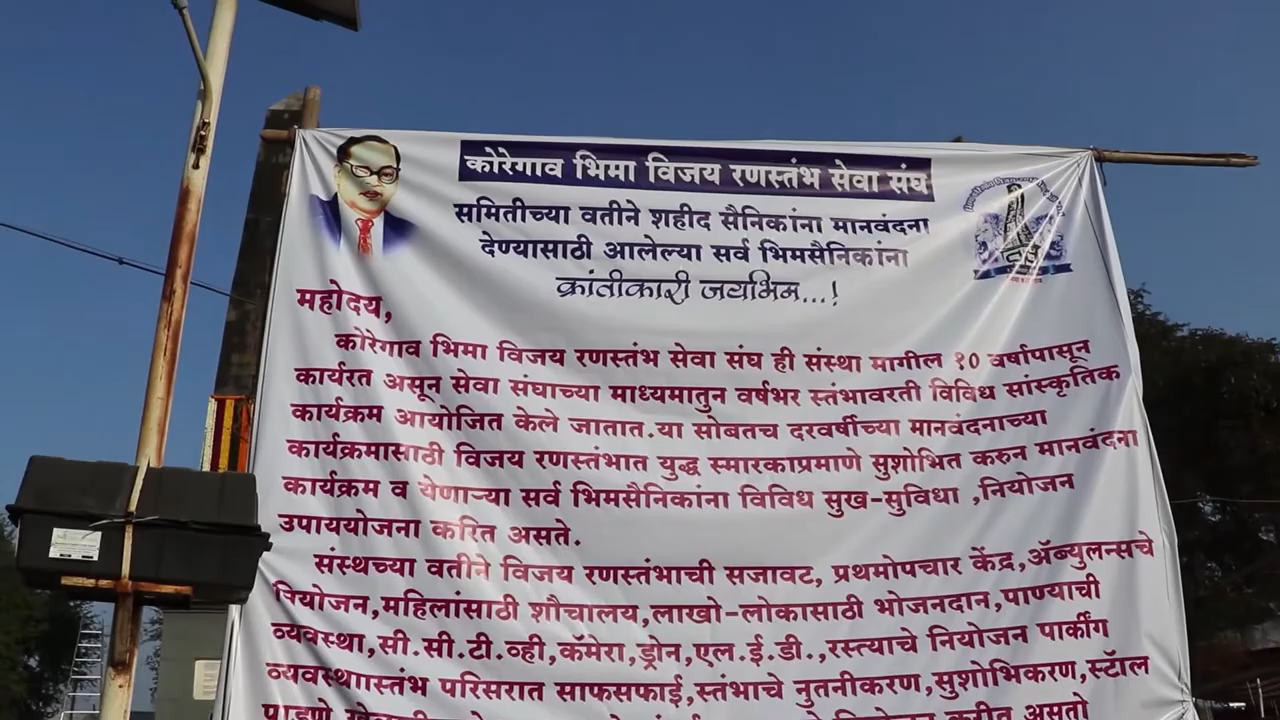 कोरेगाव भिमा विजय रणस्तंभ सेवा संघ
समितीच्या वतीने शहीद सैनिकांना मानवंदना
देण्यासाठी आलेल्या सर्व भिमसैनिकांना
क्रांतीकारी जयभिम...!
महोदय,
कोरेगाव भिमा विजय रणस्तंभ सेवा संघ ही संस्था मागील १० वर्षापासून
कार्यरत असून सेवा संघाच्या माध्यमातुन वर्षभर स्तंभावरती विविध सांस्कृतिक
कार्यक्रम आयोजित केले जातात.या सोबतच दरवर्षीच्या मानवंदनाच्या
कार्यक्रमासाठी विजय रणस्तंभात युद्ध स्मारकाप्रमाणे सुशोभित करुन मानवंदना
कार्यक्रम व येणाऱ्या सर्व भिमसैनिकांना विविध सुख-सुविधा ,नियोजन
उपाययोजना करित असते.
संस्थच्या वतीने विजय रणस्तंभाची सजावट, प्रथमोपचार केंद्र,ॲम्ब्युलन्सचे
नियोजन,महिलांसाठी शौचालय,लाखो-लोकासाठी भोजनदान,पाण्याची
व्यवस्था,सी.सी.टी.व्ही,कॅमेरा,ड्रोन,एल.ई.डी.,रस्त्याचे नियोजन पार्कींग
व्यवस्थाास्तंभ परिसरात साफसफाई,स्तंभाचे नुतनीकरण,सुशोभिकरण,स्टॅाल
करीत असतो